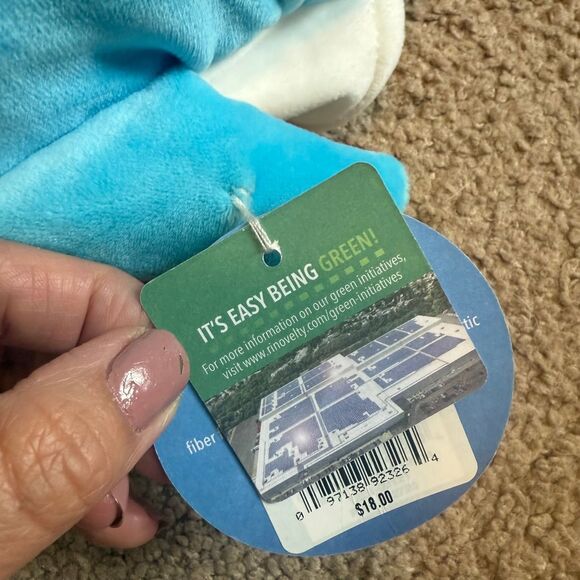 IT'S EASY BEING GREEN!
For more information on our green initiatives,
visit www.rinovelty.com/green-initiatives
tic
fiber
0 97138 92326 4
$18.00